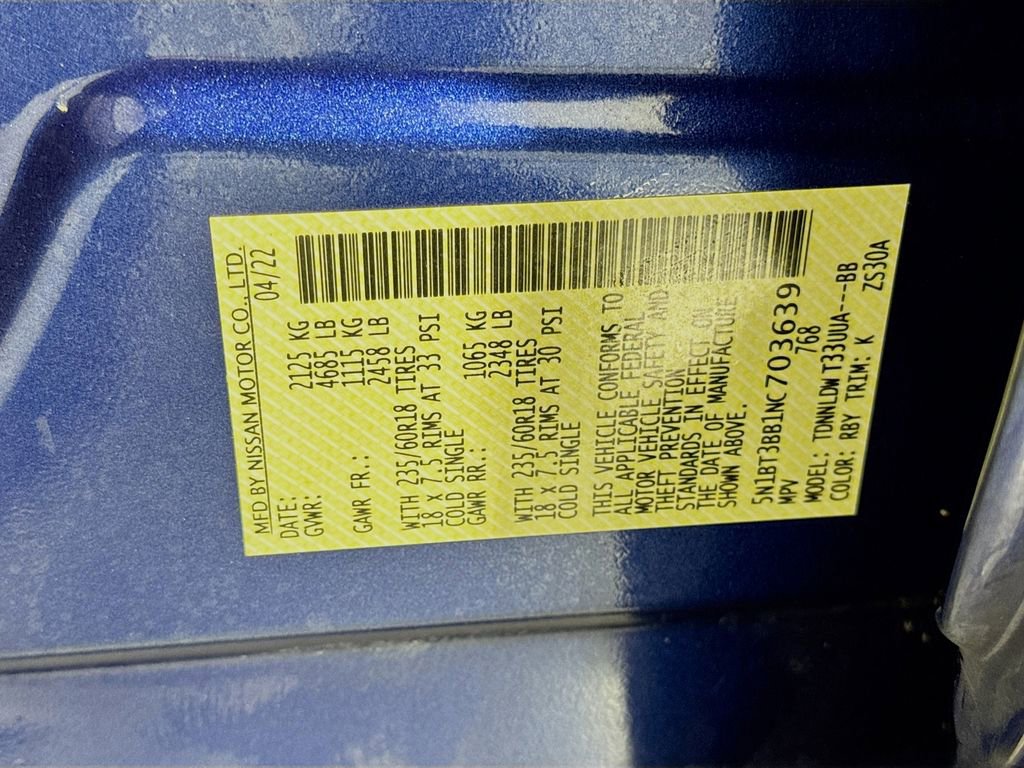 MFD BY NISSAN MOTOR CO., LTD.
DATE: 04/22
GVWR: 2125 KG
4685 LB
GAWR FR.: 1115 KG
2458 LB
WITH 235/60R18 TIRES
18 X 7.5 RIMS AT 33 PSI
COLD SINGLE
GAWR RR.: 1065 KG
2348 LB
WITH 235/60R18 TIRES
18 X 7.5 RIMS AT 30 PSI
COLD SINGLE
THIS VEHICLE CONFORMS TO
ALL APPLICABLE FEDERAL
MOTOR VEHICLE SAFETY AND
THEFT PREVENTION
STANDARDS IN EFFECT ON
THE DATE OF MANUFACTURE
SHOWN ABOVE.
5N1BT3BB1NC703639
MPV 768
MODEL: TDNNLDW T33UUA---BB
COLOR: RBY TRIM: K ZS30A